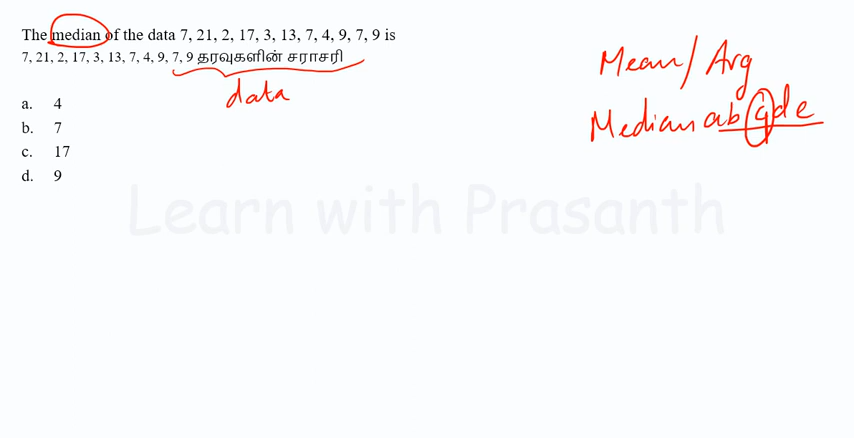 The median of the data 7, 21, 2, 17, 3, 13, 7, 4, 9, 7, 9 is
7, 21, 2, 17, 3, 13, 7, 4, 9, 7, 9 தரவுகளின் சராசரி
data
a. 4
b. 7
c. 17
d. 9
Mean/ Avg
Median ab c de
Learn with Prasanth